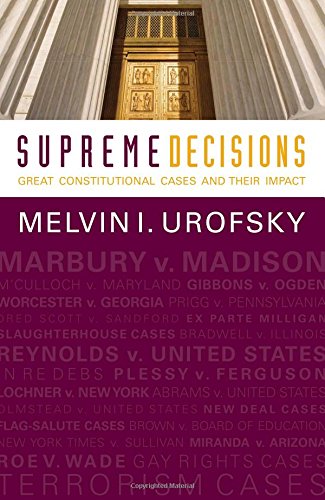 SUPREMEDECISIONS
GREAT CONSTITUTIONAL CASES AND THEIR IMPACT
MELVIN I. UROFSKY
MARBURY v. MADISON
M'CULLOCH v. MARYLAND GIBBONS v. OGDEN
WORCESTER v. GEORGIA PRIGG v. PENNSYLVANIA
DRED SCOTT v. SANDFORD EX PARTE MILLIGAN
SLAUGHTERHOUSE CASES BRADWELL v. ILLINOIS
REYNOLDS v. UNITED STATES
IN RE DEBS PLESSY v. FERGUSON
LOCHNER v. NEW YORK ABRAMS v. UNITED STATES
OLMSTEAD v. UNITED STATES NEW DEAL CASES
FLAG-SALUTE CASES BROWN v. BOARD OF EDUCATION
NEW YORK TIMES v. SULLIVAN MIRANDA v. ARIZONA
ROE V. WADE GAY RIGHTS CASES
TERRORISM CASES